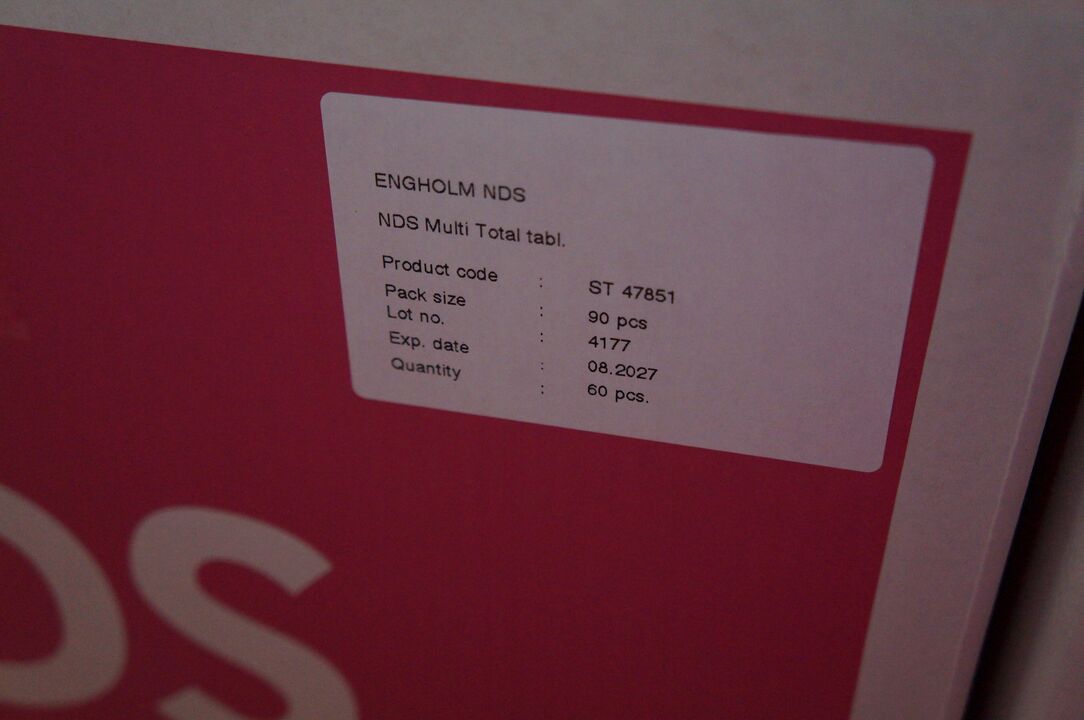 ENGHOLM NDS
NDS Multi Total tabl.
Product code : ST 47851
Pack size : 90 pcs
Lot no. : 4177
Exp. date : 08.2027
Quantity : 60 pcs.
DS